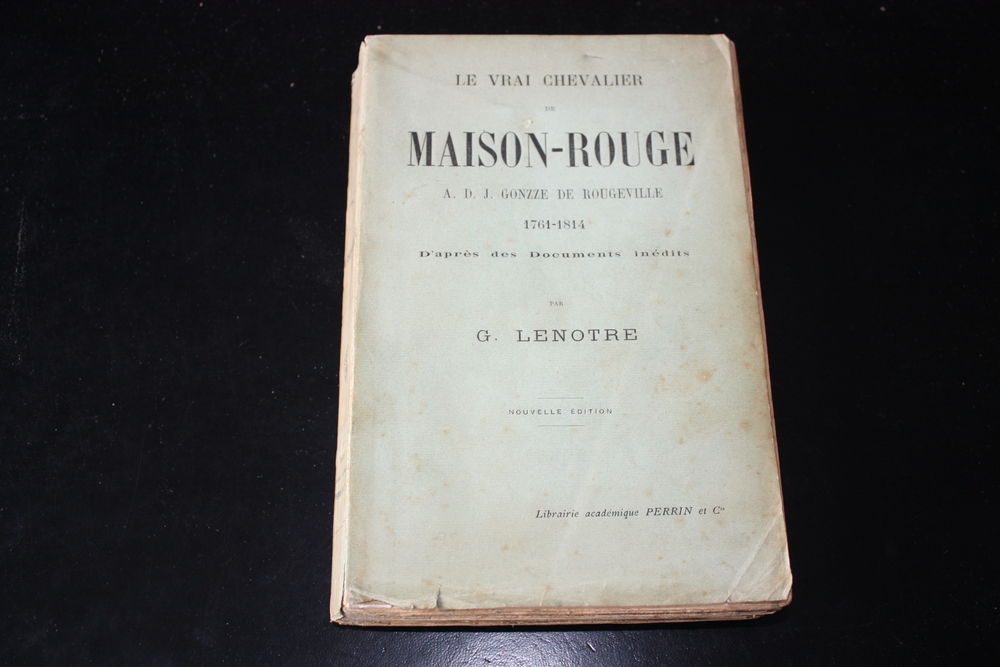 LE VRAI CHEVALIER
DE
MAISON-ROUGE
A. D. J. GONZZE DE ROUGEVILLE
1761-1814
D'après des Documents inédits
PAR
G. LENOTRE
NOUVELLE ÉDITION
Librairie académique PERRIN et Cie